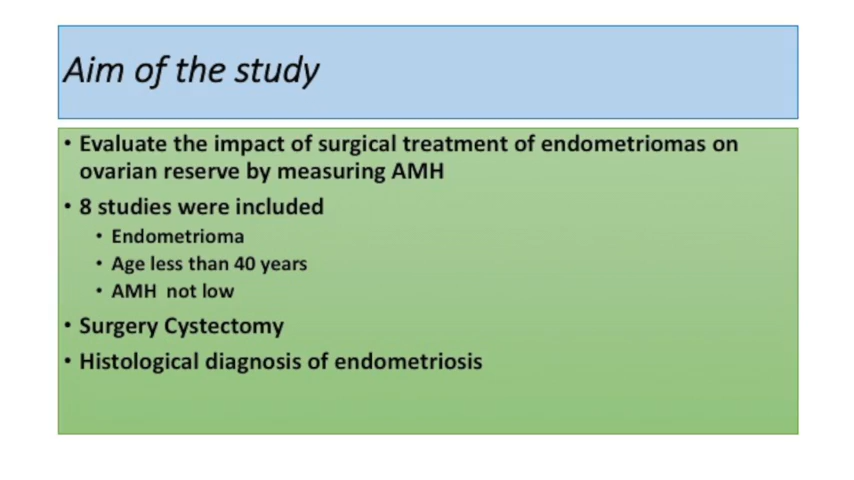 Aim of the study
• Evaluate the impact of surgical treatment of endometriomas on
ovarian reserve by measuring AMH
• 8 studies were included
• Endometrioma
• Age less than 40 years
• AMH not low
• Surgery Cystectomy
• Histological diagnosis of endometriosis